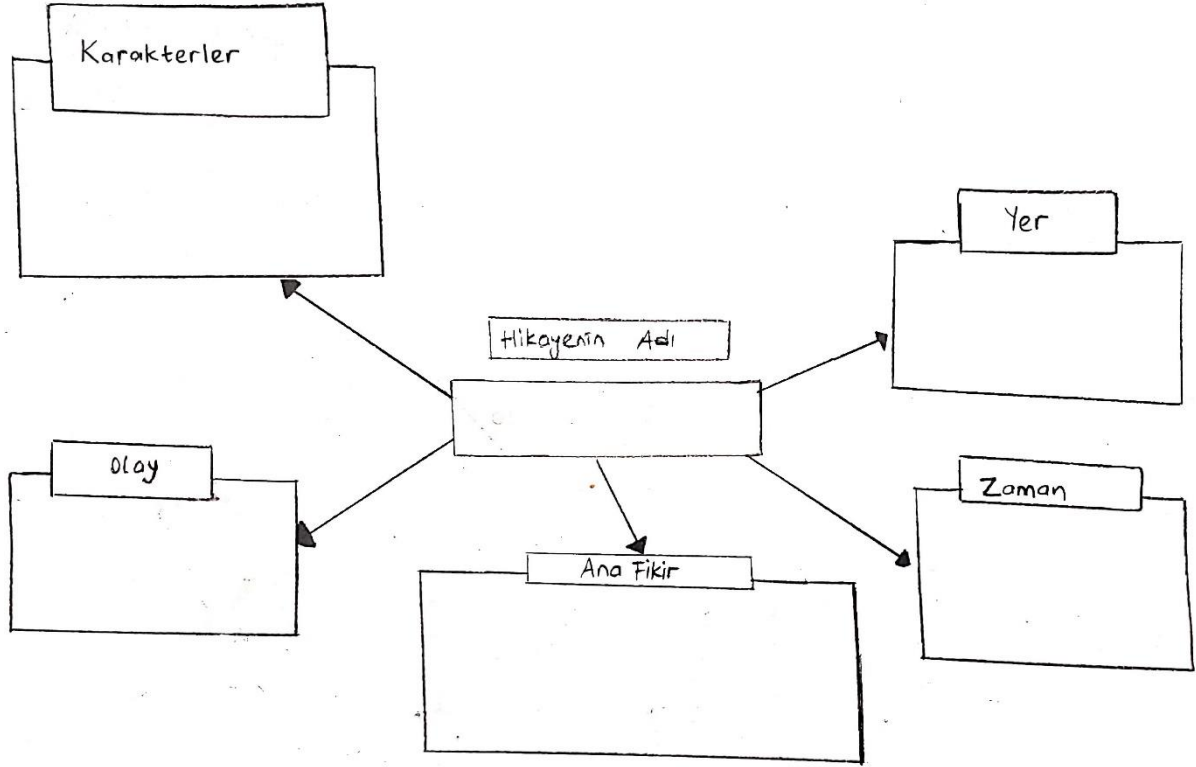 Karakterler
Yer
Hikayenin Adı
Olay
Zaman
Ana Fikir